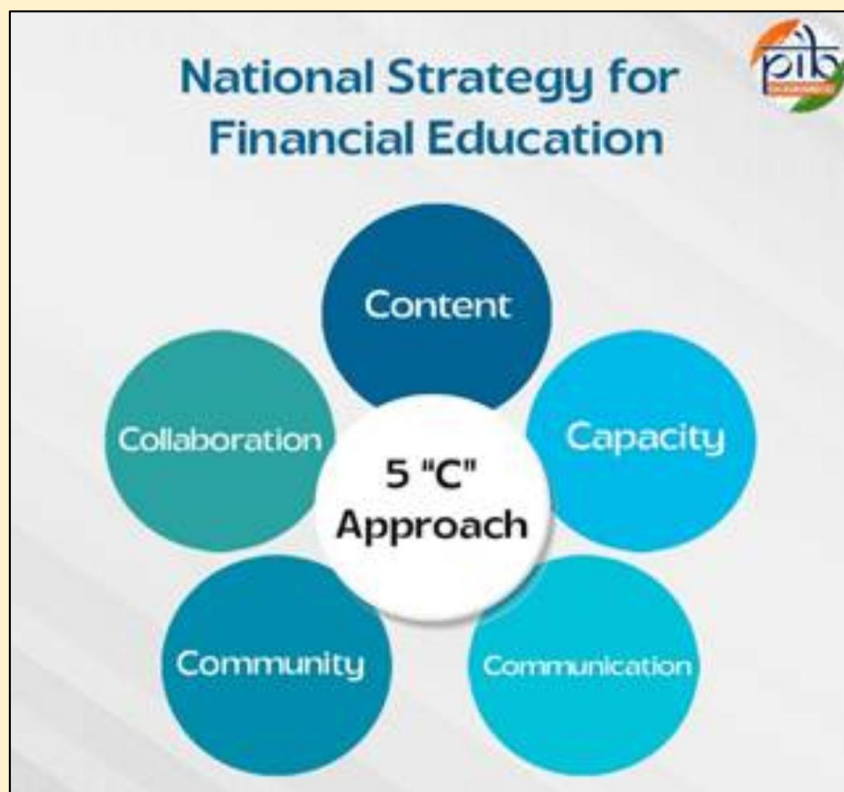 pib
National Strategy for
Financial Education
Content
Collaboration
Capacity
5 "C"
Approach
Community
Communication